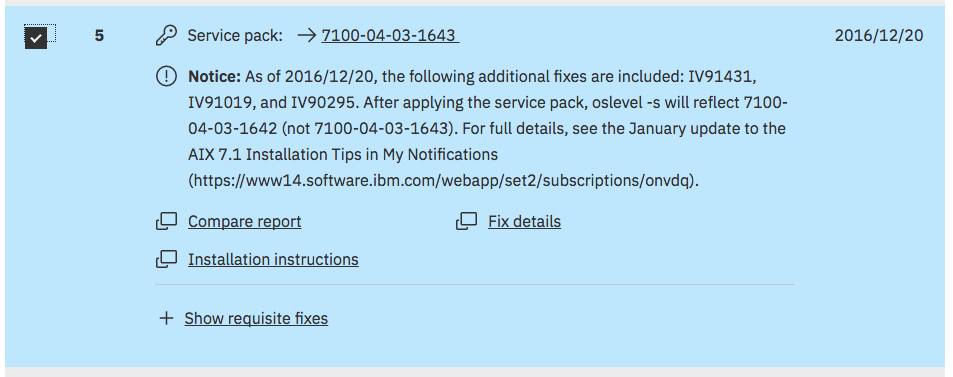 5 Service pack: → 7100-04-03-1643 2016/12/20
Notice: As of 2016/12/20, the following additional fixes are included: IV91431,
IV91019, and IV90295. After applying the service pack, oslevel -s will reflect 7100-
04-03-1642 (not 7100-04-03-1643). For full details, see the January update to the
AIX 7.1 Installation Tips in My Notifications
(https://www14.software.ibm.com/webapp/set2/subscriptions/onvdq).
Compare report Fix details
Installation instructions
+ Show requisite fixes